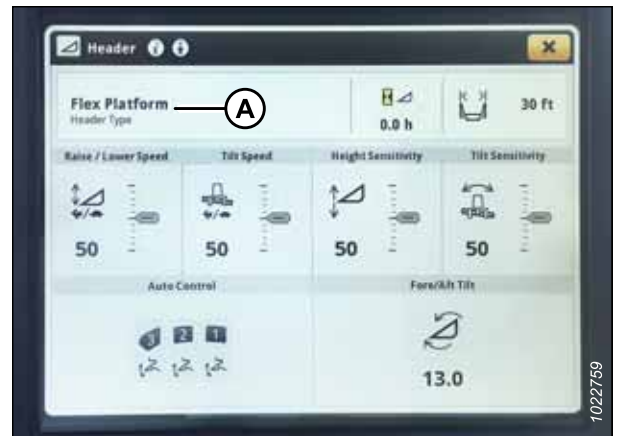 Header
Flex Platform
Header Type
A
0.0 h
30 ft
Raise / Lower Speed
Tilt Speed
Height Sensitivity
Tilt Sensitivity
50
50
50
50
Auto Control
Fore/Aft Tilt
3 2 1
13.0
1022759